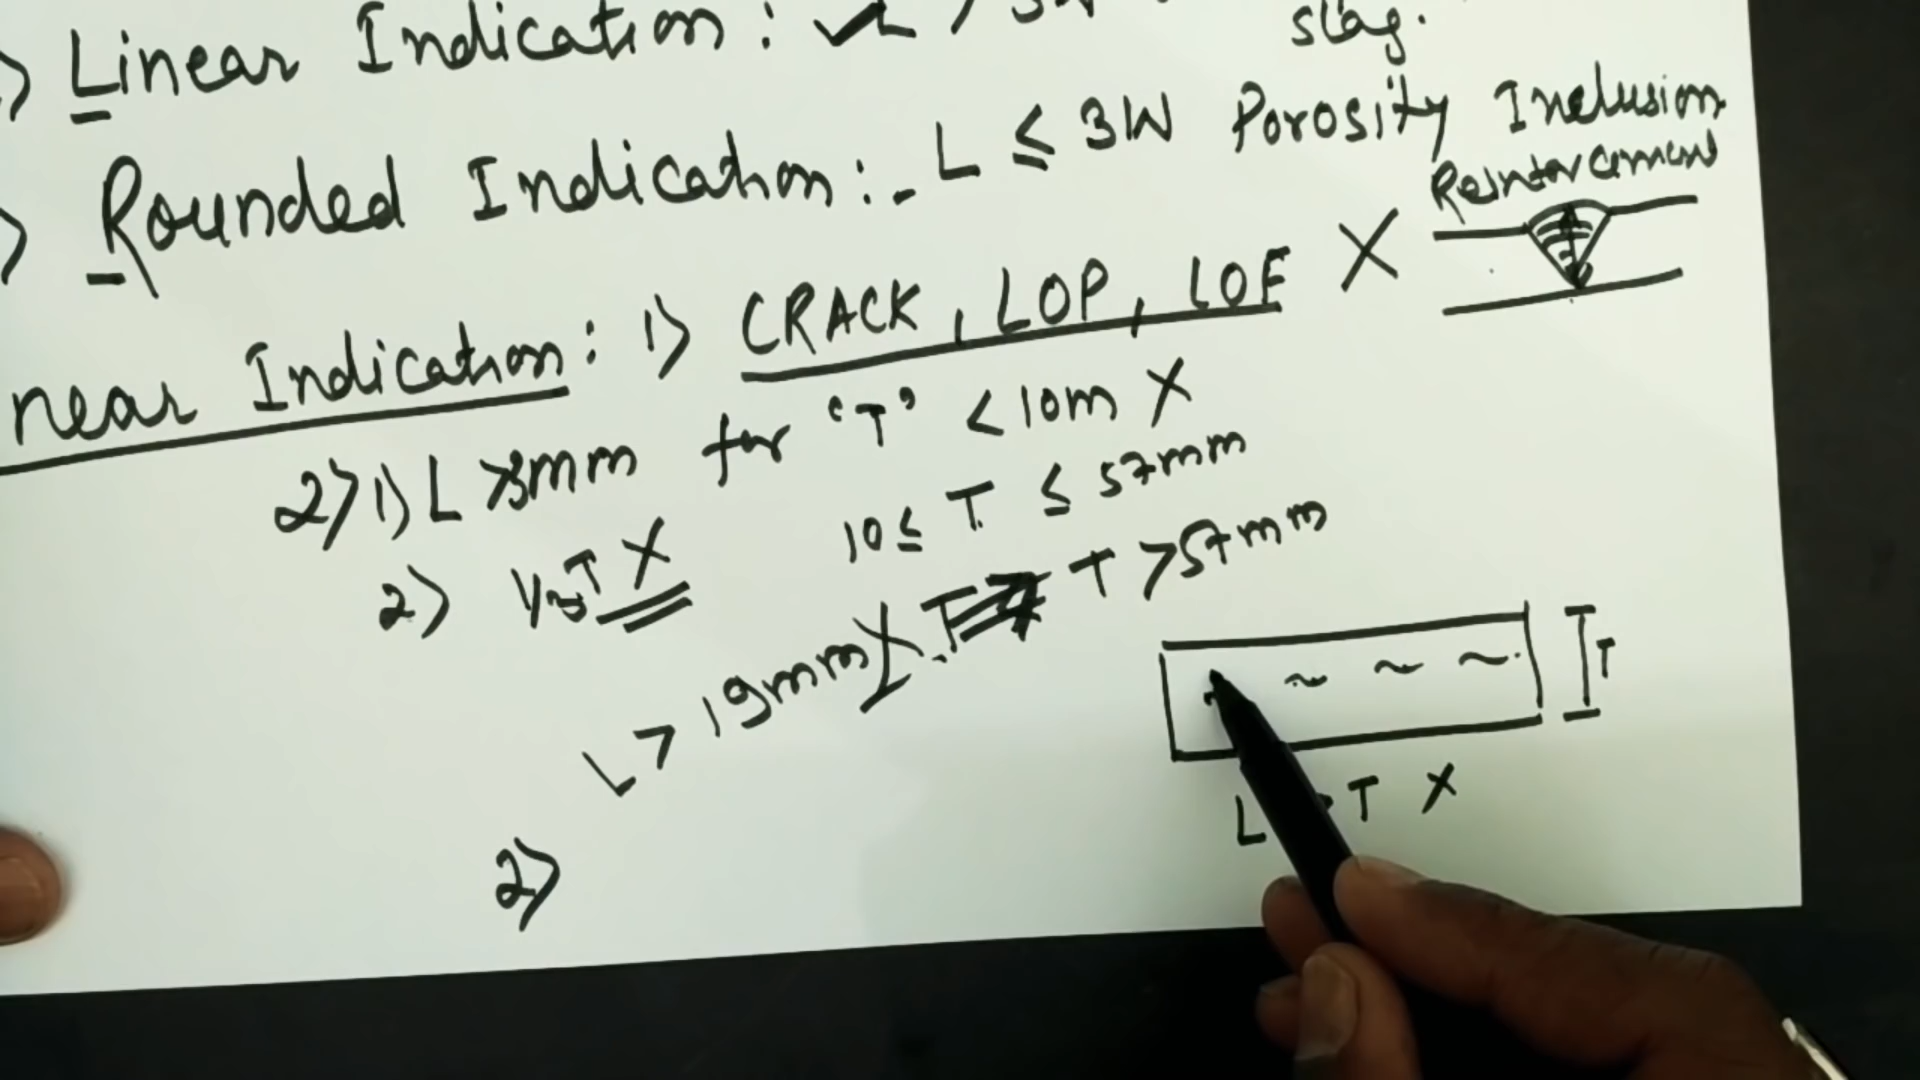 Linear Indication :
slag.
Rounded Indication :- L ≤ 3W Porosity Inclusion
Reinforcement
near Indication : 1) CRACK, LOP, LOF X
2) 1) L >3mm for 'T' < 10m X
2) T X 10 ≤ T ≤ 57mm
L > 19mm X. T > 57mm
T
L T X
2)